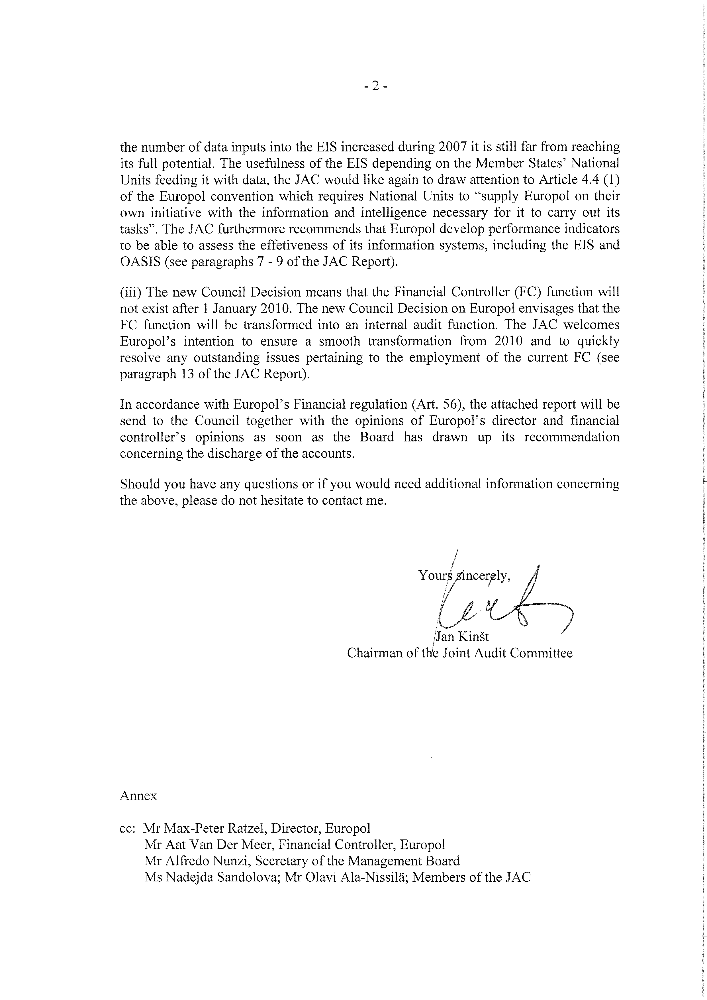 - 2 -
the number of data inputs into the EIS increased during 2007 it is still far from reaching
its full potential. The usefulness of the EIS depending on the Member States’ National
Units feeding it with data, the JAC would like again to draw attention to Article 4.4 (1)
of the Europol convention which requires National Units to “supply Europol on their
own initiative with the information and intelligence necessary for it to carry out its
tasks”. The JAC furthermore recommends that Europol develop performance indicators
to be able to assess the effetiveness of its information systems, including the EIS and
OASIS (see paragraphs 7 - 9 of the JAC Report).
(iii) The new Council Decision means that the Financial Controller (FC) function will
not exist after 1 January 2010. The new Council Decision on Europol envisages that the
FC function will be transformed into an internal audit function. The JAC welcomes
Europol’s intention to ensure a smooth transformation from 2010 and to quickly
resolve any outstanding issues pertaining to the employment of the current FC (see
paragraph 13 of the JAC Report).
In accordance with Europol’s Financial regulation (Art. 56), the attached report will be
send to the Council together with the opinions of Europol’s director and financial
controller’s opinions as soon as the Board has drawn up its recommendation
concerning the discharge of the accounts.
Should you have any questions or if you would need additional information concerning
the above, please do not hesitate to contact me.
Yours sincerely,
Jan Kinšt
Chairman of the Joint Audit Committee
Annex
cc: Mr Max-Peter Ratzel, Director, Europol
Mr Aat Van Der Meer, Financial Controller, Europol
Mr Alfredo Nunzi, Secretary of the Management Board
Ms Nadejda Sandolova; Mr Olavi Ala-Nissilä; Members of the JAC